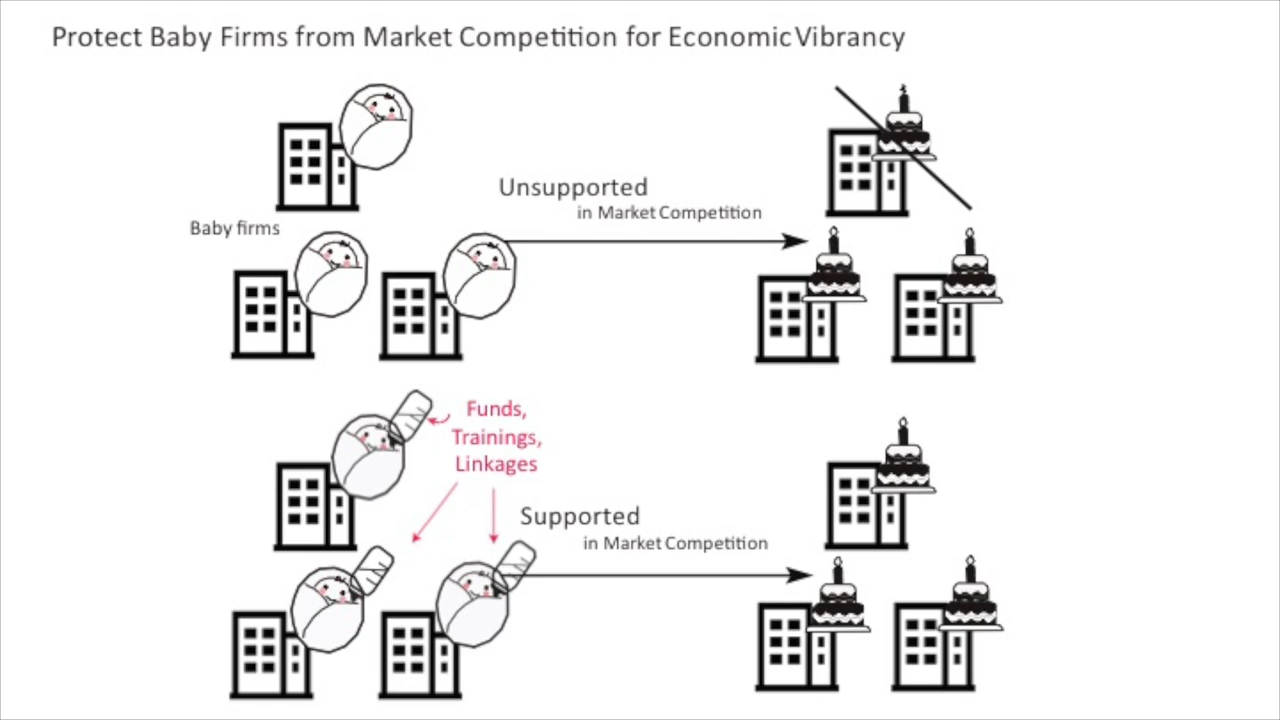 Protect Baby Firms from Market Competition for Economic Vibrancy
Unsupported
in Market Competition
Baby firms
Funds,
Trainings,
Linkages
Supported
in Market Competition